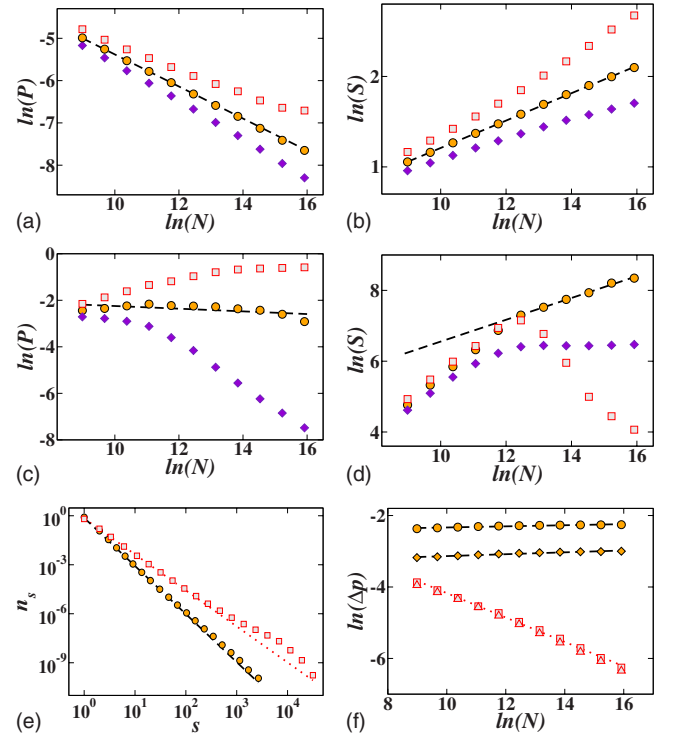 -5
-6
-7
-8
ln(P)
10 12 14 16
(a) ln(N)
2
1
ln(S)
10 12 14 16
(b) ln(N)
0
-2
-4
-6
-8
ln(P)
10 12 14 16
(c) ln(N)
8
6
4
ln(S)
10 12 14 16
(d) ln(N)
10^0
10^-3
10^-6
10^-9
n_s
10^0 10^1 10^2 10^3 10^4
(e) s
-2
-4
-6
ln(Δp)
8 10 12 14 16
(f) ln(N)